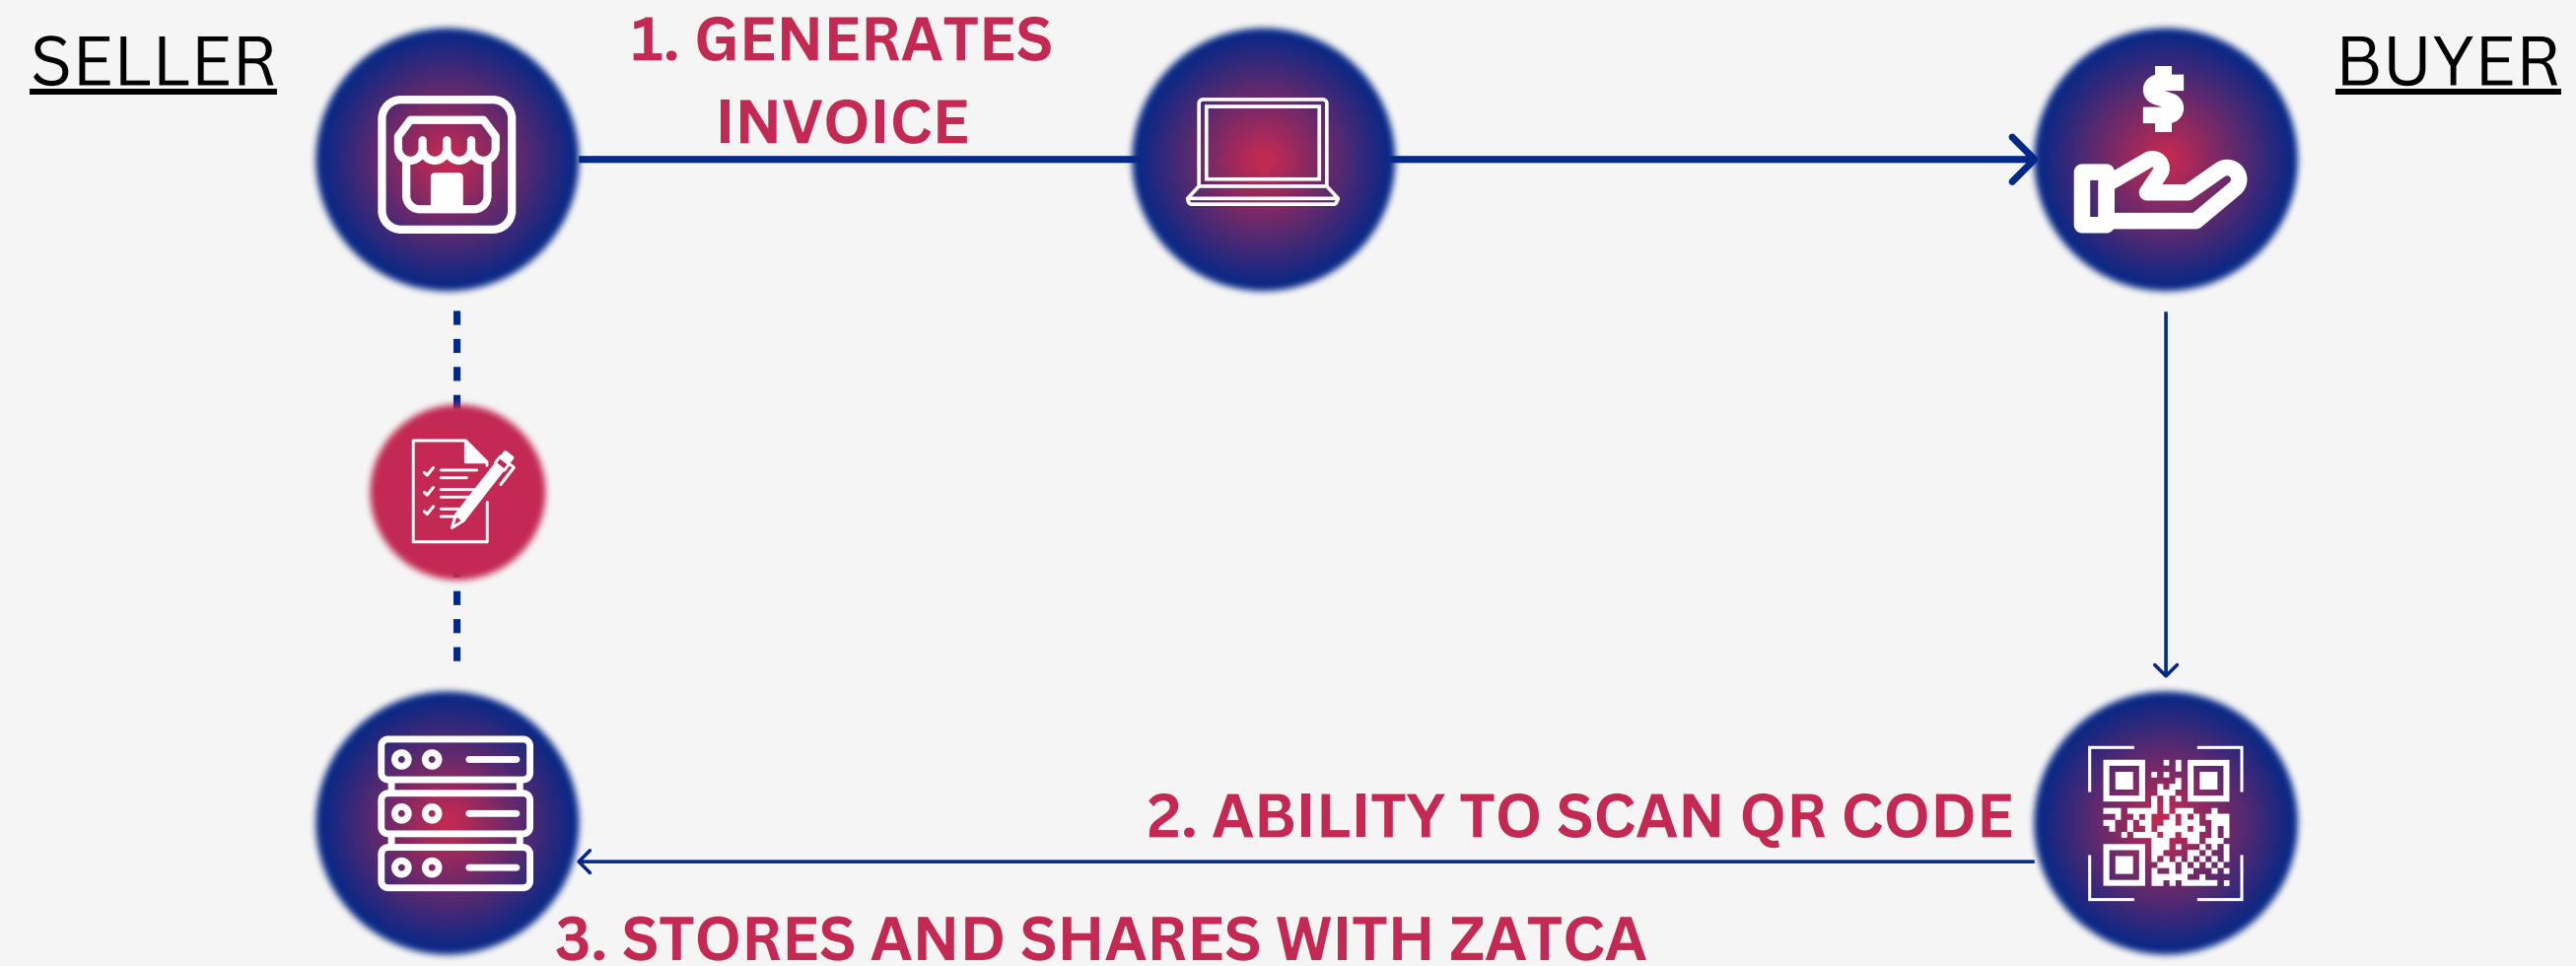 SELLER
1. GENERATES
INVOICE
BUYER
2. ABILITY TO SCAN QR CODE
3. STORES AND SHARES WITH ZATCA